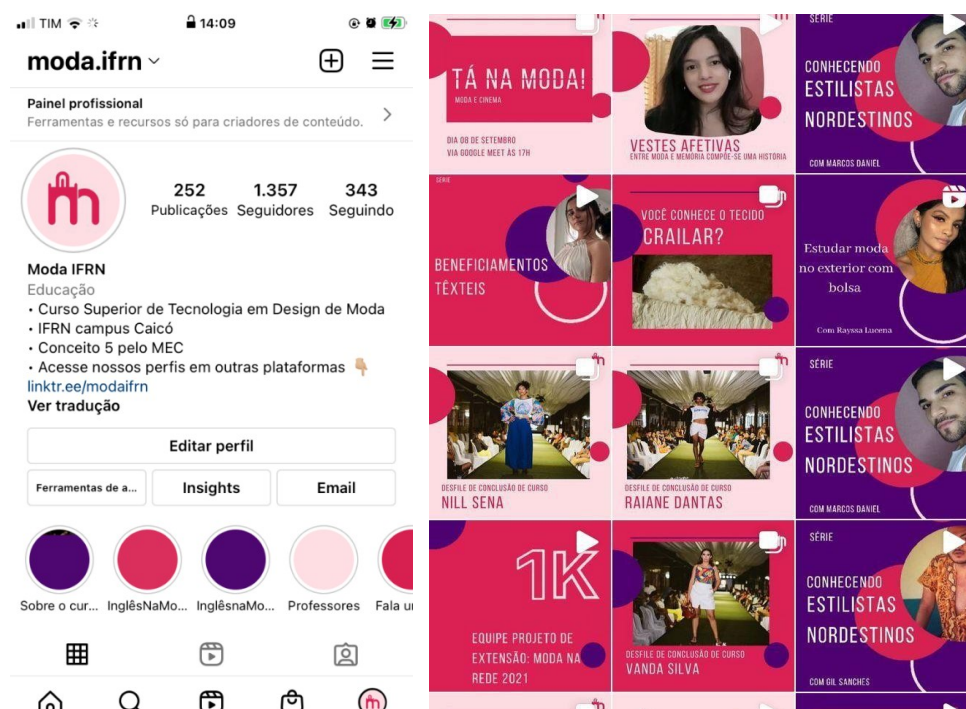 TIM
14:09
moda.ifrn
Painel profissional
Ferramentas e recursos só para criadores de conteúdo.
252
1.357
343
Publicações
Seguidores
Seguindo
Moda IFRN
Educação
• Curso Superior de Tecnologia em Design de Moda
• IFRN campus Caicó
• Conceito 5 pelo MEC
• Acesse nossos perfis em outras plataformas
linktr.ee/modaifrn
Ver tradução
Editar perfil
Ferramentas de a...
Insights
Email
Sobre o cur...
InglêsNaMo...
InglêsnaMo...
Professores
Fala u
TÁ NA MODA!
MODA E CINEMA
DIA 08 DE SETEMBRO
VIA GOOGLE MEET ÀS 17H
VESTES AFETIVAS
ENTRE MODA E MEMÓRIA COMPÕE-SE UMA HISTÓRIA
SÉRIE
CONHECENDO
ESTILISTAS
NORDESTINOS
COM MARCOS DANIEL
SÉRIE
BENEFICIAMENTOS
TÊXTEIS
VOCÊ CONHECE O TECIDO
CRAILAR?
Estudar moda
no exterior com
bolsa
Com Rayssa Lucena
DESFILE DE CONCLUSÃO DE CURSO
NILL SENA
DESFILE DE CONCLUSÃO DE CURSO
RAIANE DANTAS
SÉRIE
CONHECENDO
ESTILISTAS
NORDESTINOS
COM MARCOS DANIEL
1K
EQUIPE PROJETO DE
EXTENSÃO: MODA NA
REDE 2021
DESFILE DE CONCLUSÃO DE CURSO
VANDA SILVA
SÉRIE
CONHECENDO
ESTILISTAS
NORDESTINOS
COM GIL SANCHES